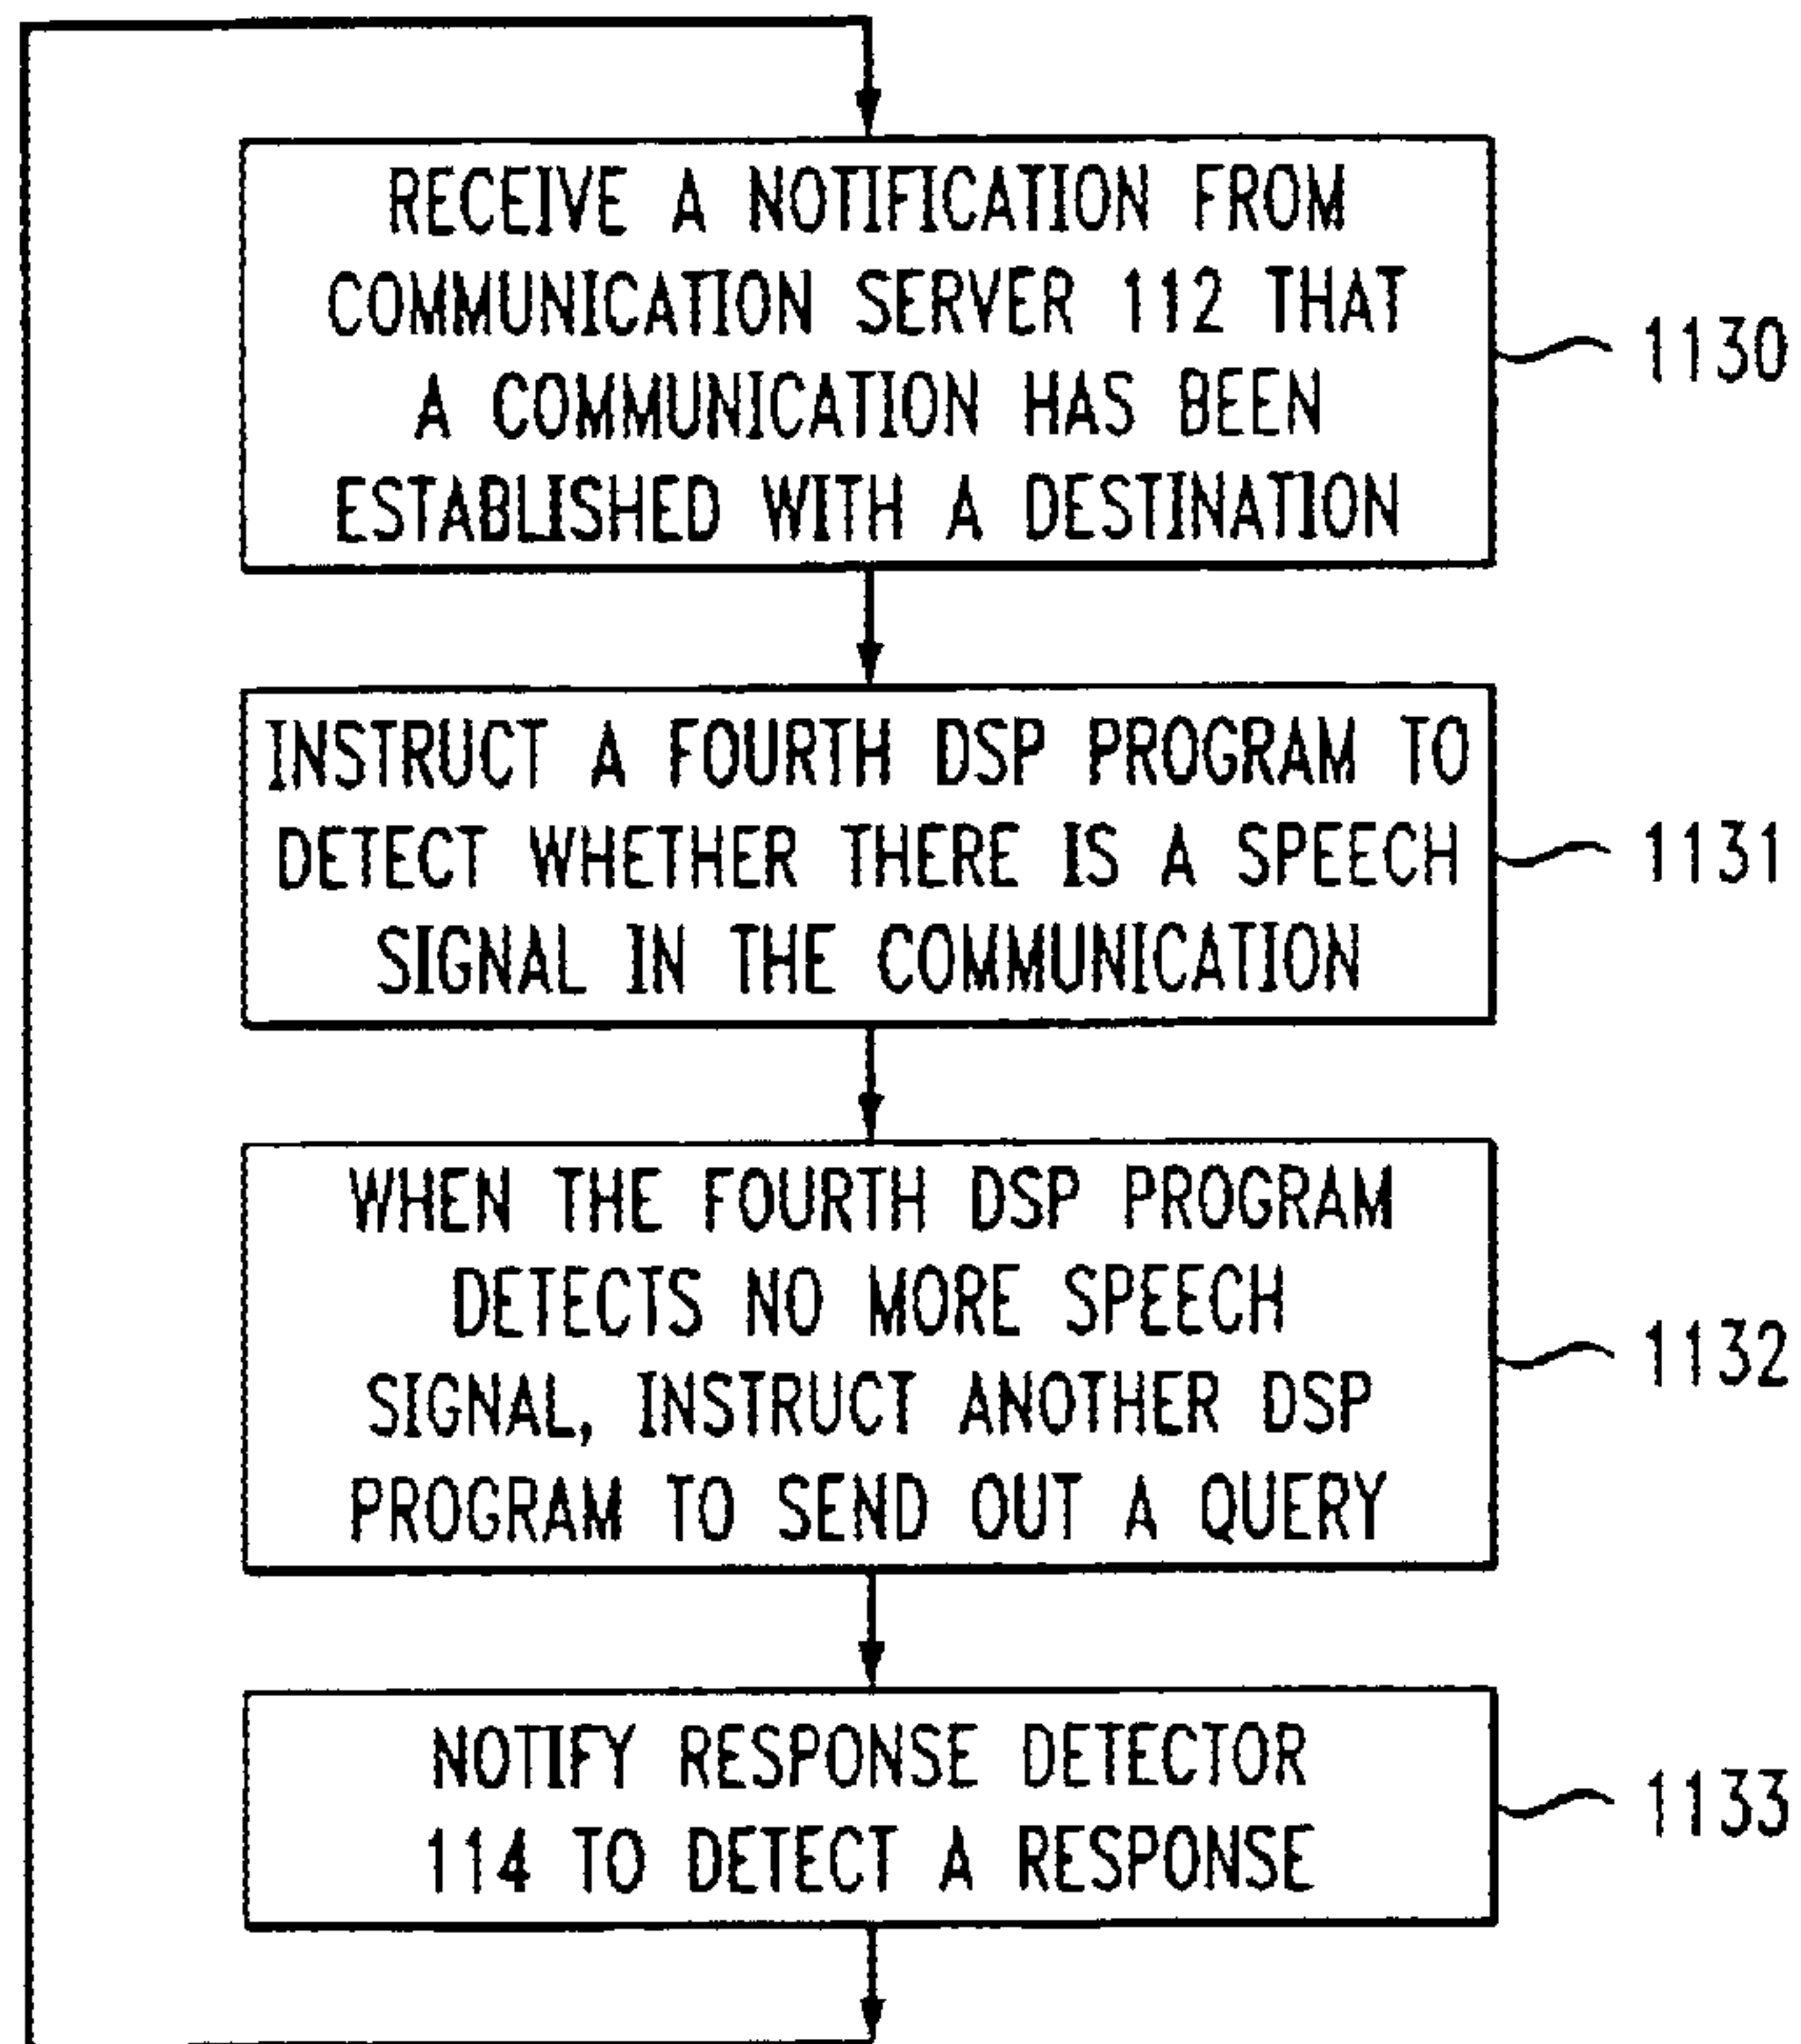 RECEIVE A NOTIFICATION FROM
COMMUNICATION SERVER 112 THAT
A COMMUNICATION HAS BEEN
ESTABLISHED WITH A DESTINATION
1130
INSTRUCT A FOURTH DSP PROGRAM TO
DETECT WHETHER THERE IS A SPEECH
SIGNAL IN THE COMMUNICATION
1131
WHEN THE FOURTH DSP PROGRAM
DETECTS NO MORE SPEECH
SIGNAL, INSTRUCT ANOTHER DSP
PROGRAM TO SEND OUT A QUERY
1132
NOTIFY RESPONSE DETECTOR
114 TO DETECT A RESPONSE
1133